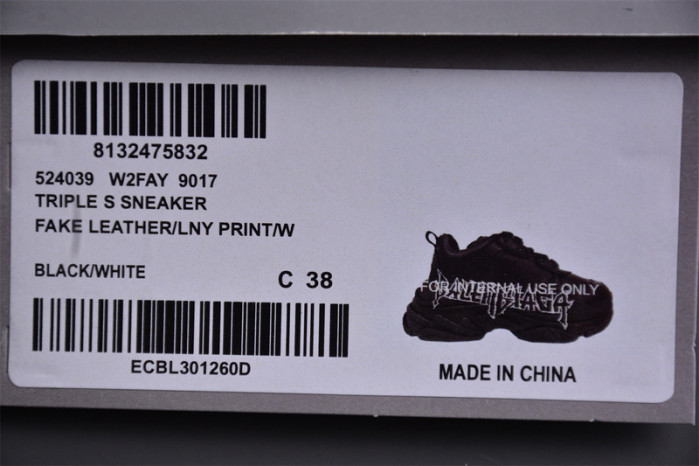 8132475832
524039 W2FAY 9017
TRIPLE S SNEAKER
FAKE LEATHER/LNY PRINT/W
BLACK/WHITE
C 38
FOR INTERNAL USE ONLY
BALENCIAGA
ECBL301260D
MADE IN CHINA